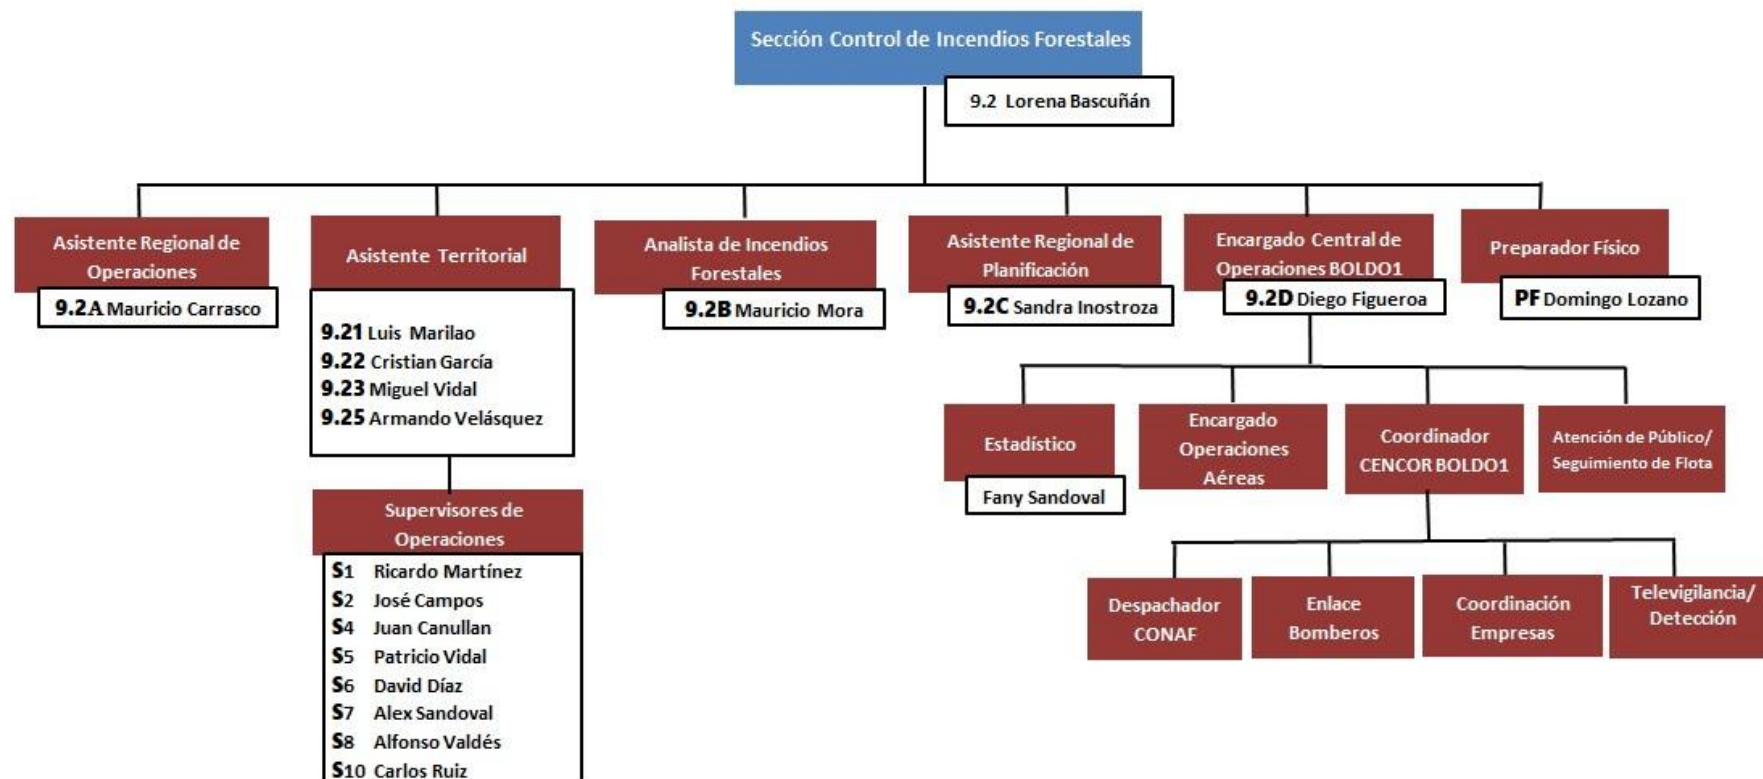 Sección Control de Incendios Forestales
9.2 Lorena Bascuñán
Asistente Regional de
Operaciones
9.2A Mauricio Carrasco
Asistente Territorial
9.21 Luis Marilao
9.22 Cristian García
9.23 Miguel Vidal
9.25 Armando Velásquez
Supervisores de
Operaciones
S1 Ricardo Martínez
S2 José Campos
S4 Juan Canullan
S5 Patricio Vidal
S6 David Díaz
S7 Alex Sandoval
S8 Alfonso Valdés
S10 Carlos Ruiz
Analista de Incendios
Forestales
9.2B Mauricio Mora
Asistente Regional de
Planificación
9.2C Sandra Inostroza
Encargado Central de
Operaciones BOLDO1
9.2D Diego Figueroa
Preparador Físico
PF Domingo Lozano
Estadístico
Fany Sandoval
Encargado
Operaciones
Aéreas
Coordinador
CENCOR BOLDO1
Atención de Público/
Seguimiento de Flota
Despachador
CONAF
Enlace
Bomberos
Coordinación
Empresas
Televigilancia/
Detección